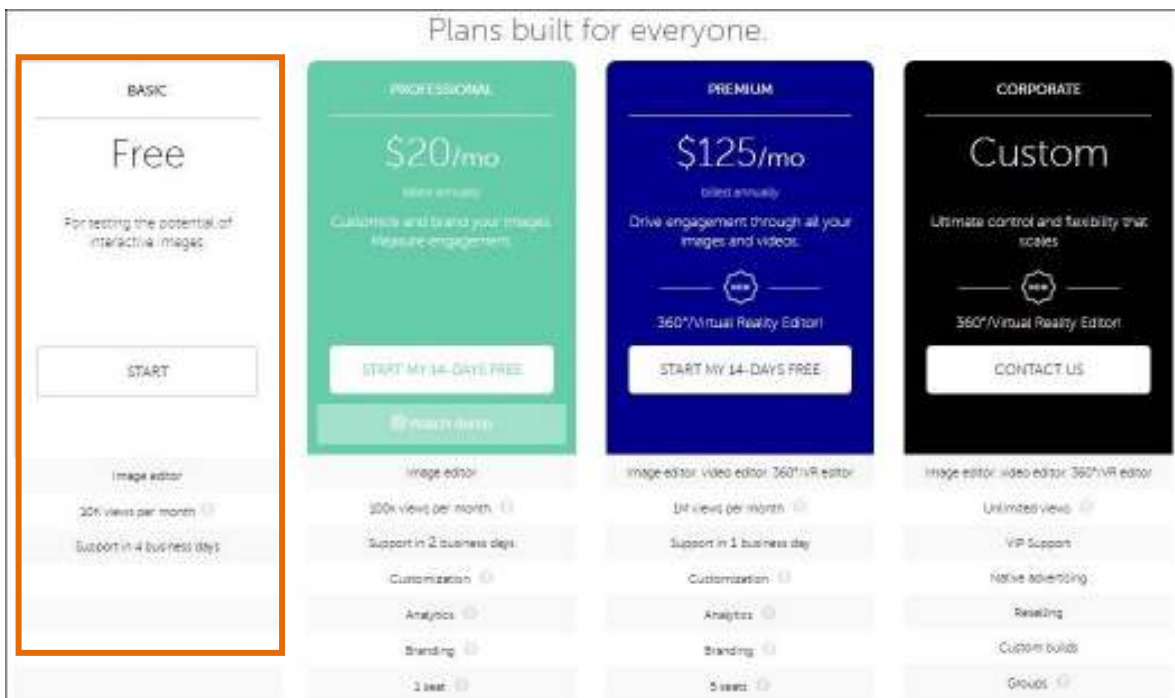 Plans built for everyone.
BASIC
Free
For testing the potential of
interactive images
START
Image editor
10K views per month
Support in 4 business days
PROFESSIONAL
$20/mo
billed annually
Customize and brand your images.
Measure engagement.
START MY 14-DAYS FREE
Watch demo
Image editor
100k views per month
Support in 2 business days
Customization
Analytics
Branding
1 seat
PREMIUM
$125/mo
billed annually
Drive engagement through all your
images and videos.
NEW
360°/Virtual Reality Editor!
START MY 14-DAYS FREE
Image editor, video editor, 360°/VR editor
1M views per month
Support in 1 business day
Customization
Analytics
Branding
5 seats
CORPORATE
Custom
Ultimate control and flexibility that
scales
NEW
360°/Virtual Reality Editor!
CONTACT US
Image editor, video editor, 360°/VR editor
Unlimited views
VIP Support
Native advertising
Reselling
Custom builds
Groups